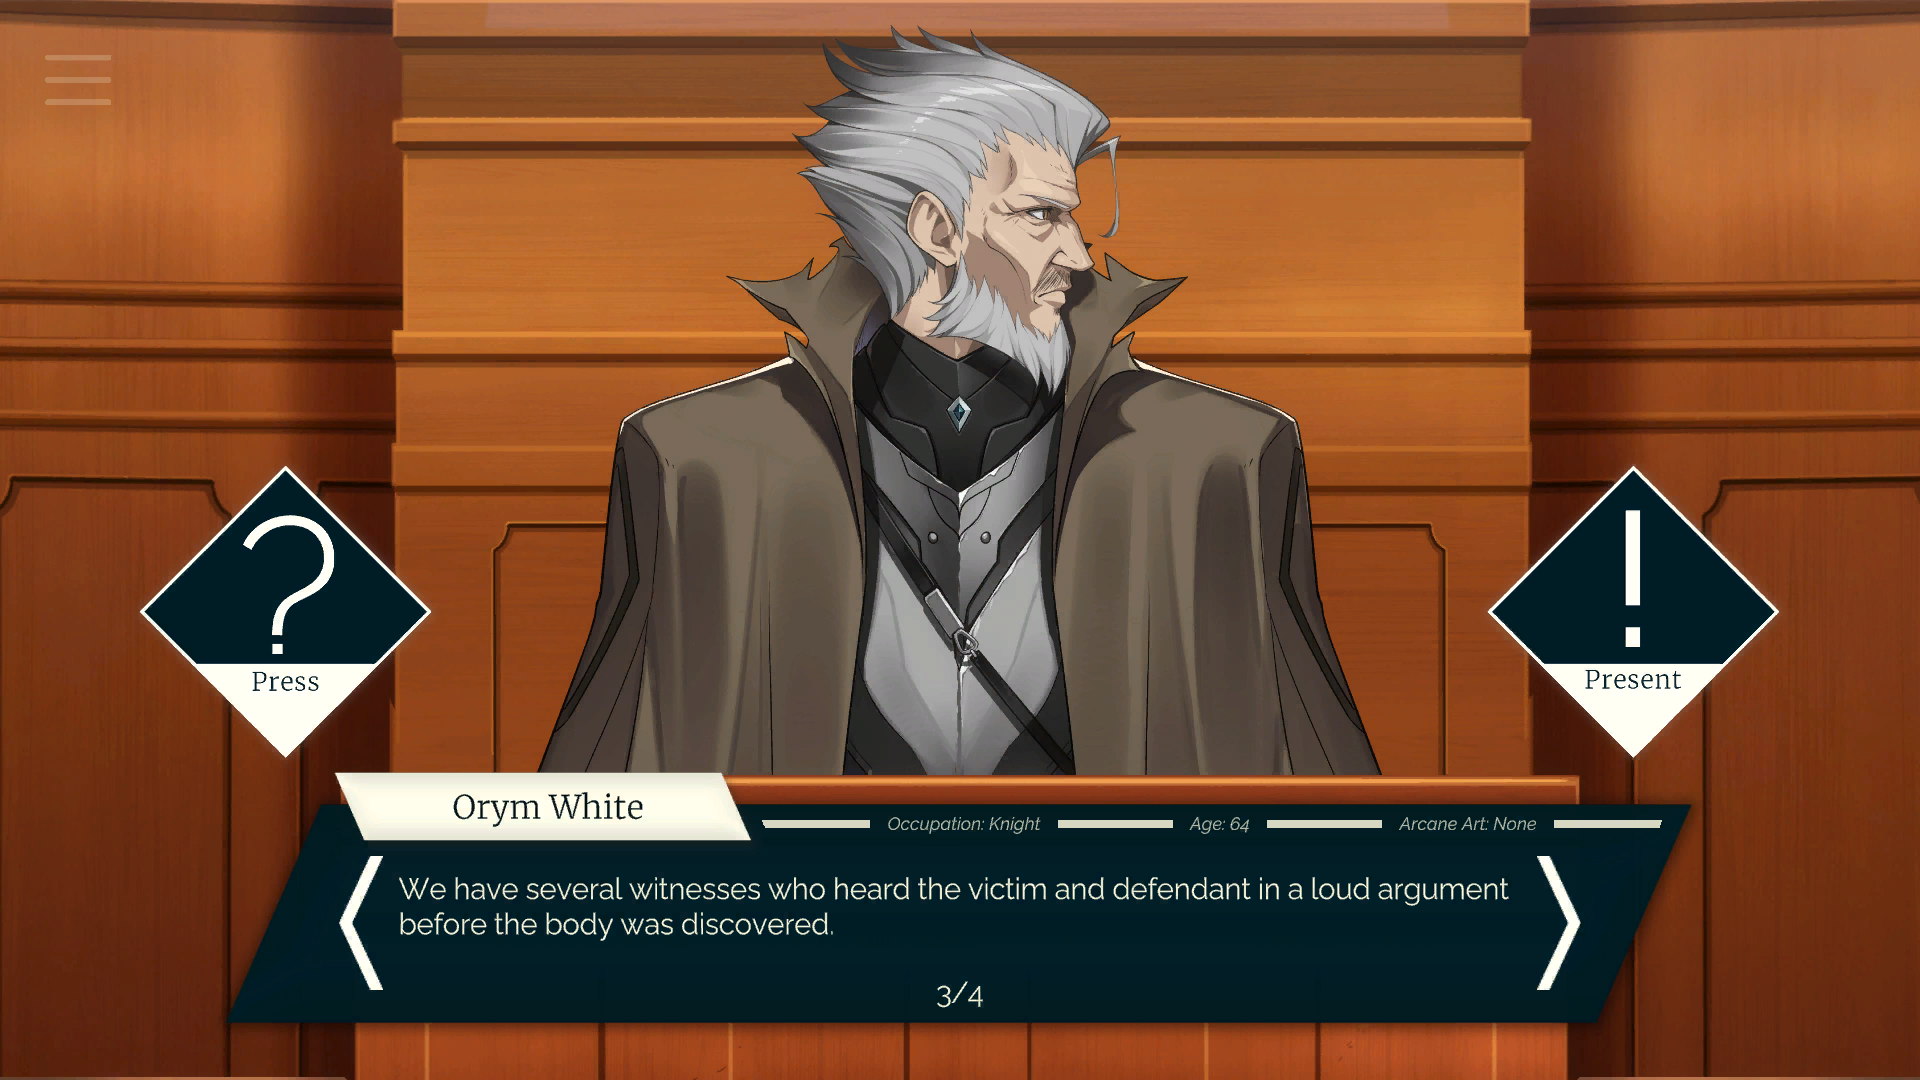 ?
Press
!
Present
Orym White
Occupation: Knight
Age: 64
Arcane Art: None
We have several witnesses who heard the victim and defendant in a loud argument
before the body was discovered.
3/4